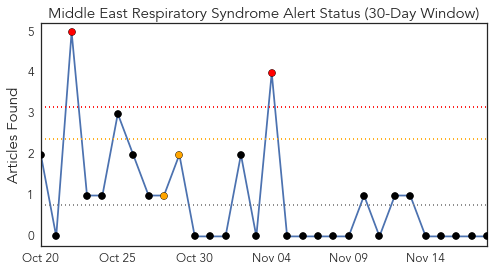 Middle East Respiratory Syndrome Alert Status (30-Day Window)
Articles Found
5
4
3
2
1
0
Oct 20 Oct 25 Oct 30 Nov 04 Nov 09 Nov 14